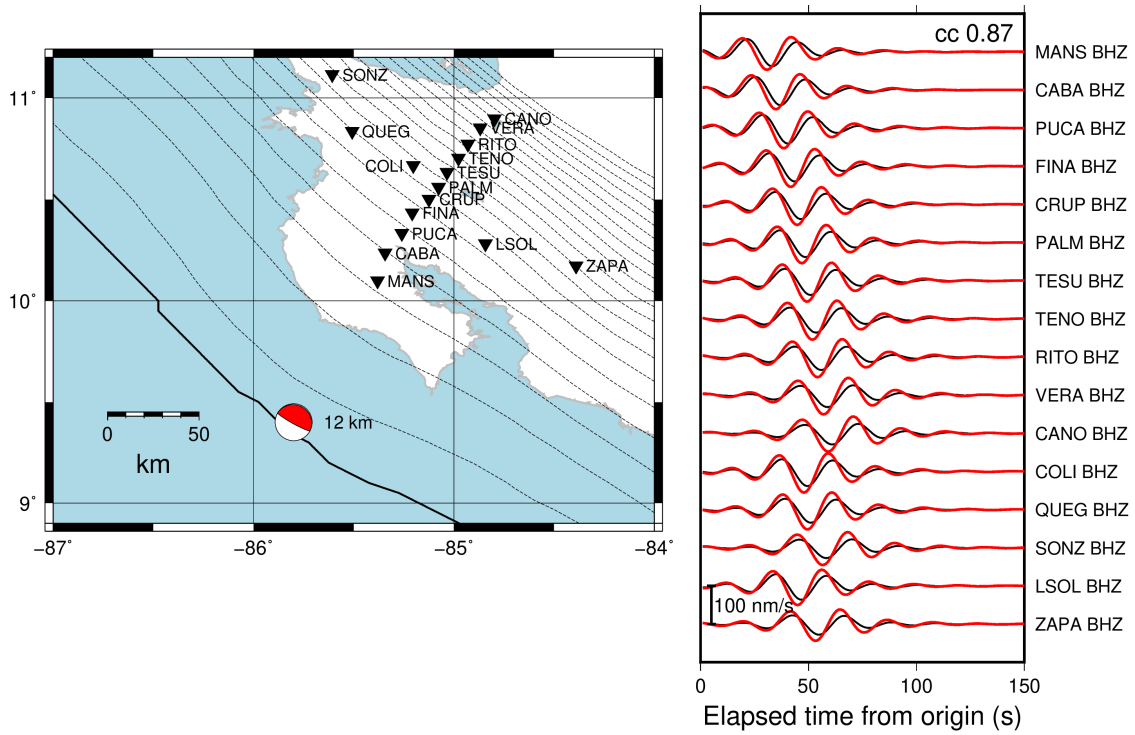 11°
10°
9°
−87°
−86°
−85°
−84°
SONZ
CANO
VERA
QUEG
RITO
TENO
COLI
TESU
PALM
CRUP
FINA
PUCA
LSOL
CABA
ZAPA
MANS
12 km
0 50
km
cc 0.87
MANS BHZ
CABA BHZ
PUCA BHZ
FINA BHZ
CRUP BHZ
PALM BHZ
TESU BHZ
TENO BHZ
RITO BHZ
VERA BHZ
CANO BHZ
COLI BHZ
QUEG BHZ
SONZ BHZ
LSOL BHZ
100 nm/s
ZAPA BHZ
0 50 100 150
Elapsed time from origin (s)